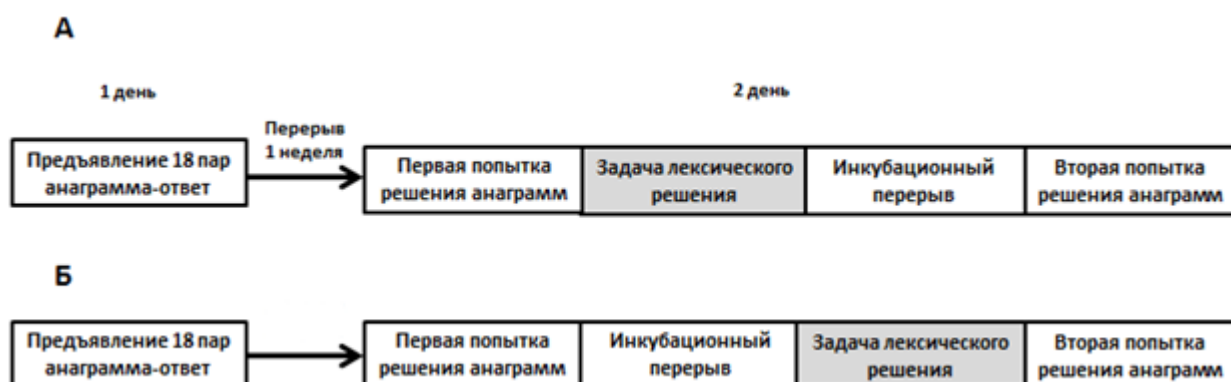 А
1 день
2 день
Перерыв
1 неделя
Предъявление 18 пар
анаграмма-ответ
Первая попытка
решения анаграмм
Задача лексического
решения
Инкубационный
перерыв
Вторая попытка
решения анаграмм
Б
Предъявление 18 пар
анаграмма-ответ
Первая попытка
решения анаграмм
Инкубационный
перерыв
Задача лексического
решения
Вторая попытка
решения анаграмм